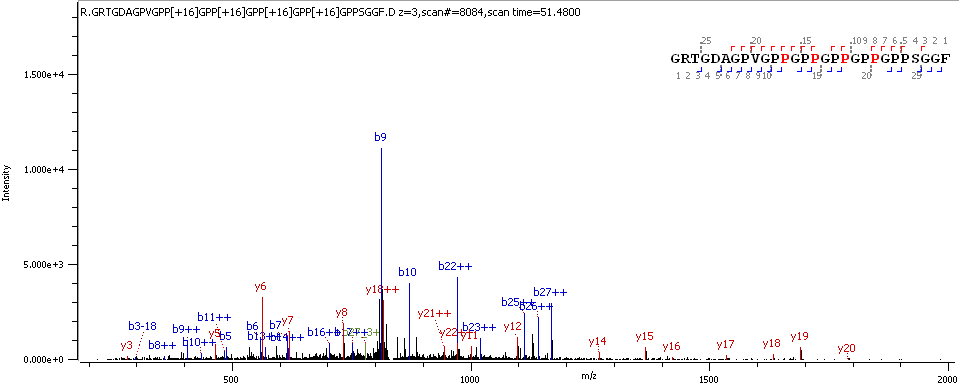 R.GRTGDAGPVGPP[+16]GPP[+16]GPP[+16]GPP[+16]GPPSGGF.D z=3,scan#=8084,scan time=51.4800
25 20 15 10 9 8 7 6 5 4 3 2 1
GRTGDAGPVGPPGPPGPPGPPGPPSGGF
1 2 3 4 5 6 7 8 9 10 15 20 25
Intensity
1.500e+4
1.000e+4
5.000e+3
0.000e+0
b9
b22++
b10
y18++
y6
b27++
b25++
b26++
y21++
y8
b11++
y7
b3-18
b9++
y5
b5
b6
b7
b16++
y22++
y11
b23++
y12
y3
b8++
b10++
y14
y15
y16
y17
y18
y19
y20
500
1000
1500
2000
m/z